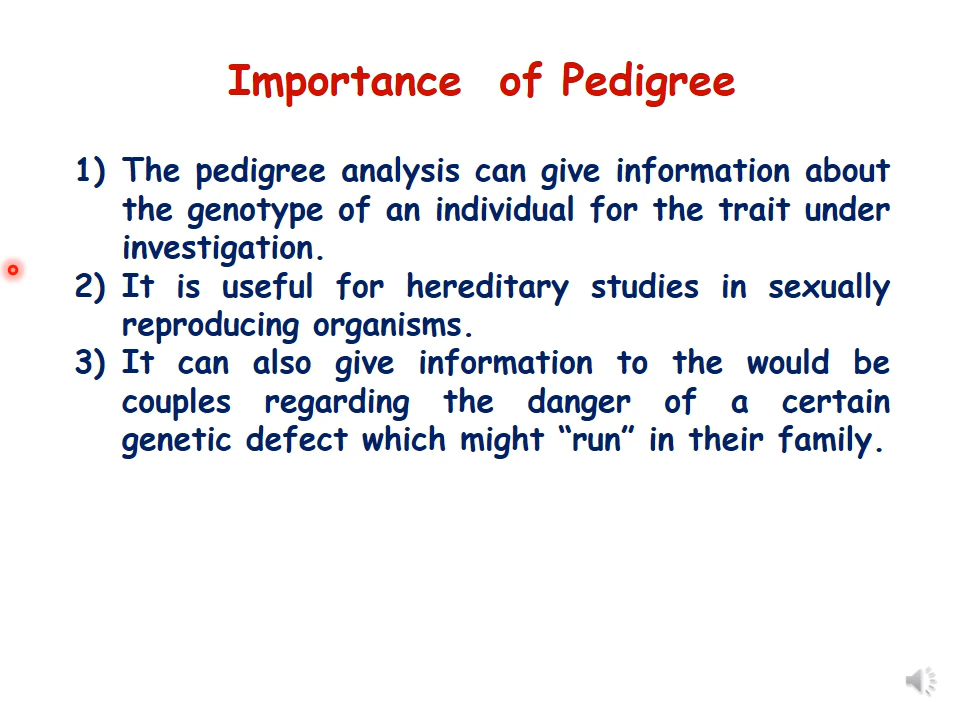 Importance of Pedigree
1) The pedigree analysis can give information about
the genotype of an individual for the trait under
investigation.
2) It is useful for hereditary studies in sexually
reproducing organisms.
3) It can also give information to the would be
couples regarding the danger of a certain
genetic defect which might “run” in their family.